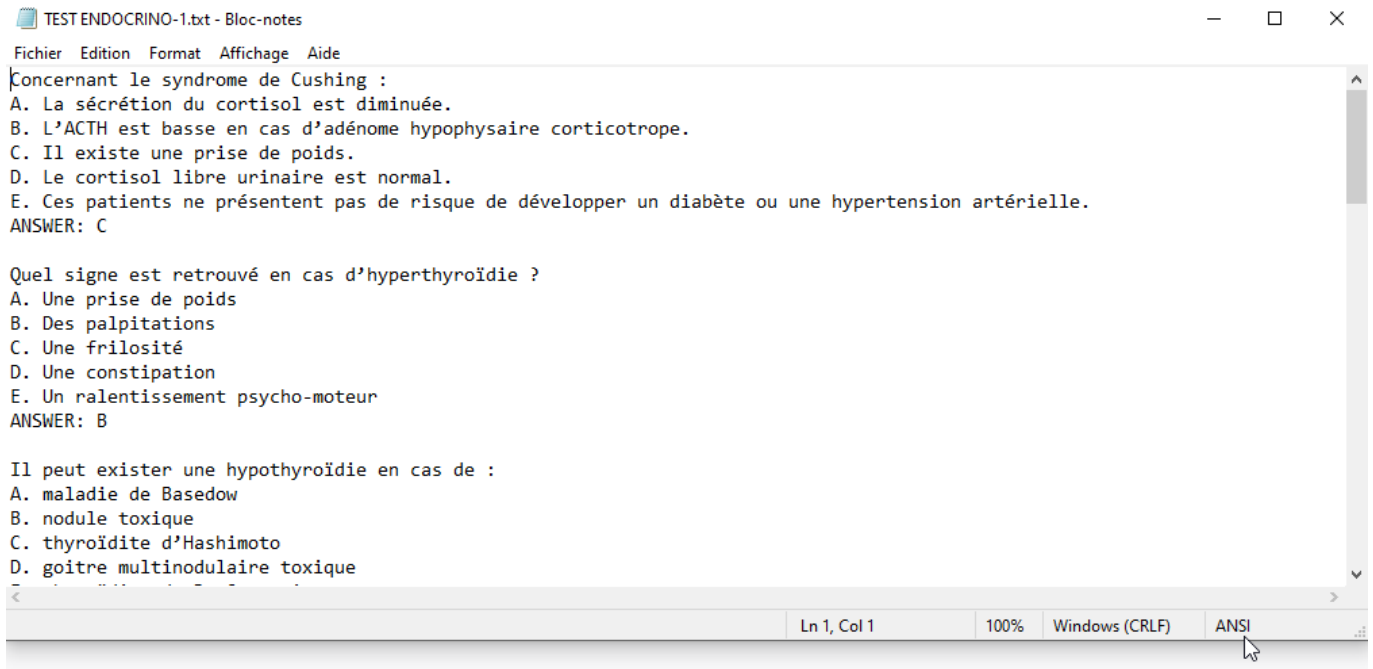 TEST ENDOCRINO-1.txt - Bloc-notes
Fichier Edition Format Affichage Aide
Concernant le syndrome de Cushing :
A. La sécrétion du cortisol est diminuée.
B. L’ACTH est basse en cas d’adénome hypophysaire corticotrope.
C. Il existe une prise de poids.
D. Le cortisol libre urinaire est normal.
E. Ces patients ne présentent pas de risque de développer un diabète ou une hypertension artérielle.
ANSWER: C

Quel signe est retrouvé en cas d’hyperthyroïdie ?
A. Une prise de poids
B. Des palpitations
C. Une frilosité
D. Une constipation
E. Un ralentissement psycho-moteur
ANSWER: B

Il peut exister une hypothyroïdie en cas de :
A. maladie de Basedow
B. nodule toxique
C. thyroïdite d’Hashimoto
D. goitre multinodulaire toxique
Ln 1, Col 1 100% Windows (CRLF) ANSI